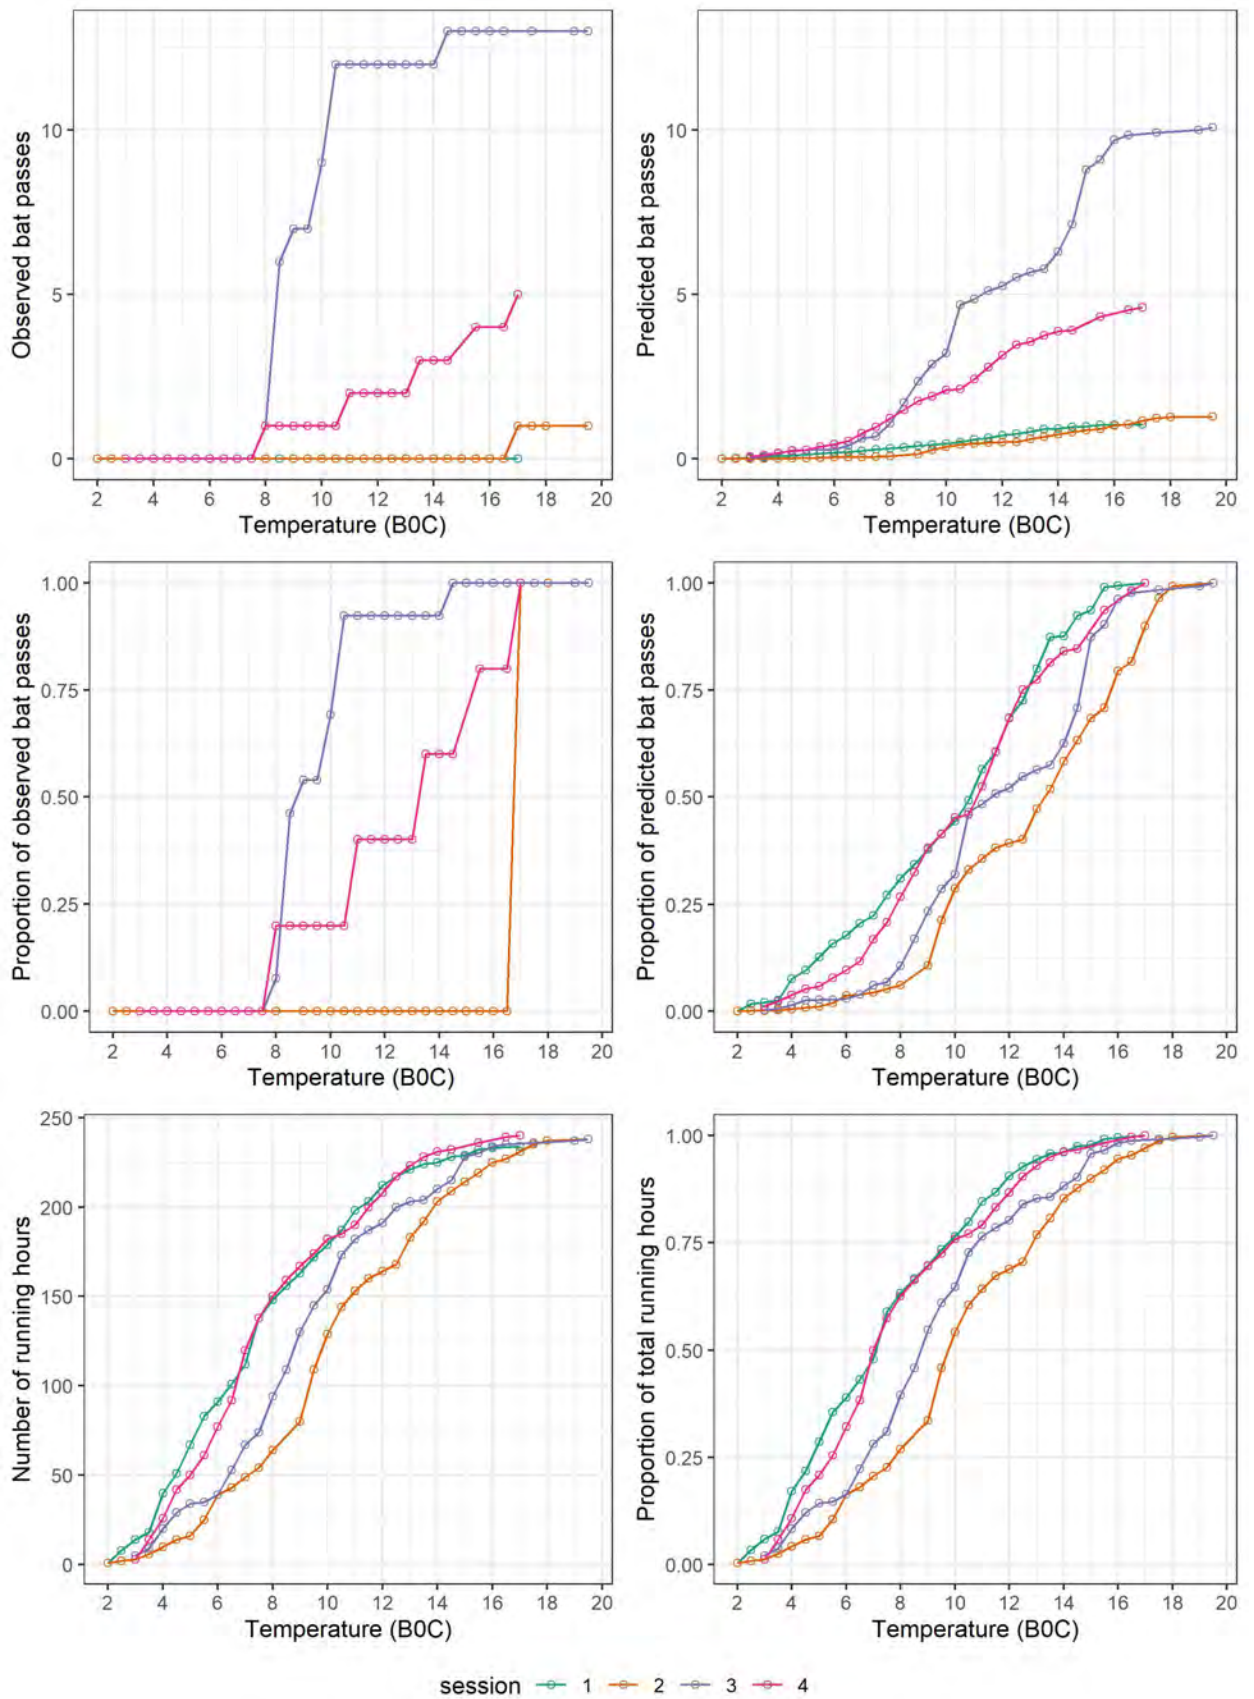 Observed bat passes
10
5
0
2 4 6 8 10 12 14 16 18 20
Temperature (B0C)
Predicted bat passes
10
5
0
2 4 6 8 10 12 14 16 18 20
Temperature (B0C)
Proportion of observed bat passes
1.00
0.75
0.50
0.25
0.00
2 4 6 8 10 12 14 16 18 20
Temperature (B0C)
Proportion of predicted bat passes
1.00
0.75
0.50
0.25
0.00
2 4 6 8 10 12 14 16 18 20
Temperature (B0C)
Number of running hours
250
200
150
100
50
0
2 4 6 8 10 12 14 16 18 20
Temperature (B0C)
Proportion of total running hours
1.00
0.75
0.50
0.25
0.00
2 4 6 8 10 12 14 16 18 20
Temperature (B0C)
session 1 2 3 4